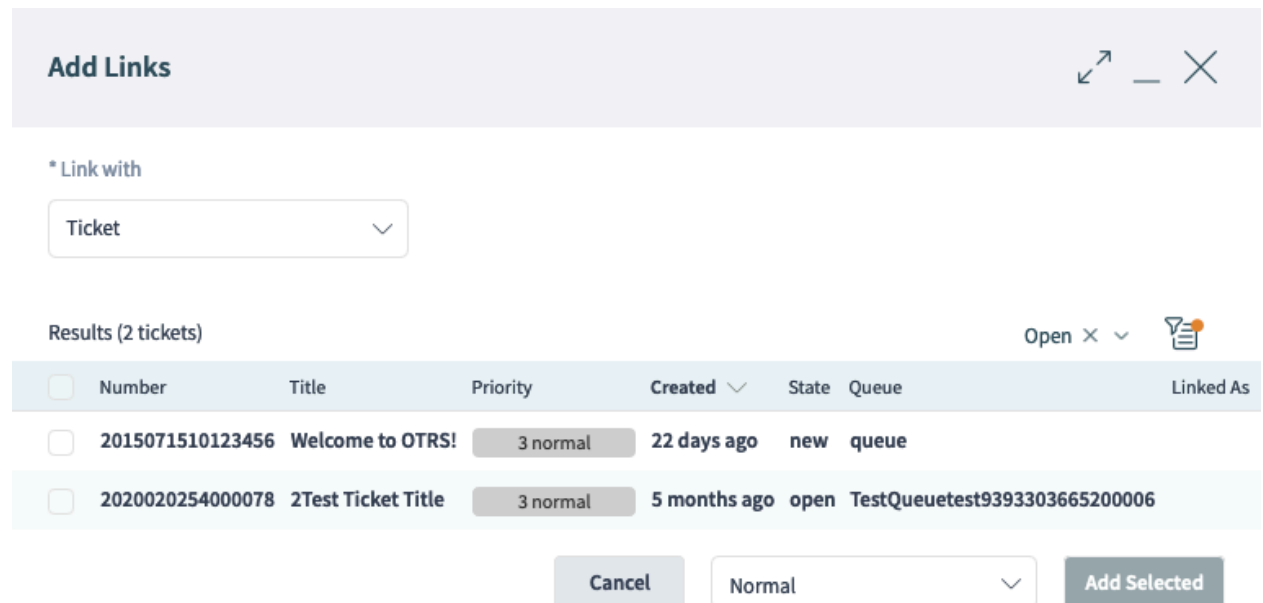 Add Links
* Link with
Ticket
Results (2 tickets)
Open
Number Title Priority Created State Queue Linked As
2015071510123456 Welcome to OTRS! 3 normal 22 days ago new queue
2020020254000078 2Test Ticket Title 3 normal 5 months ago open TestQueuetest9393303665200006
Cancel Normal Add Selected